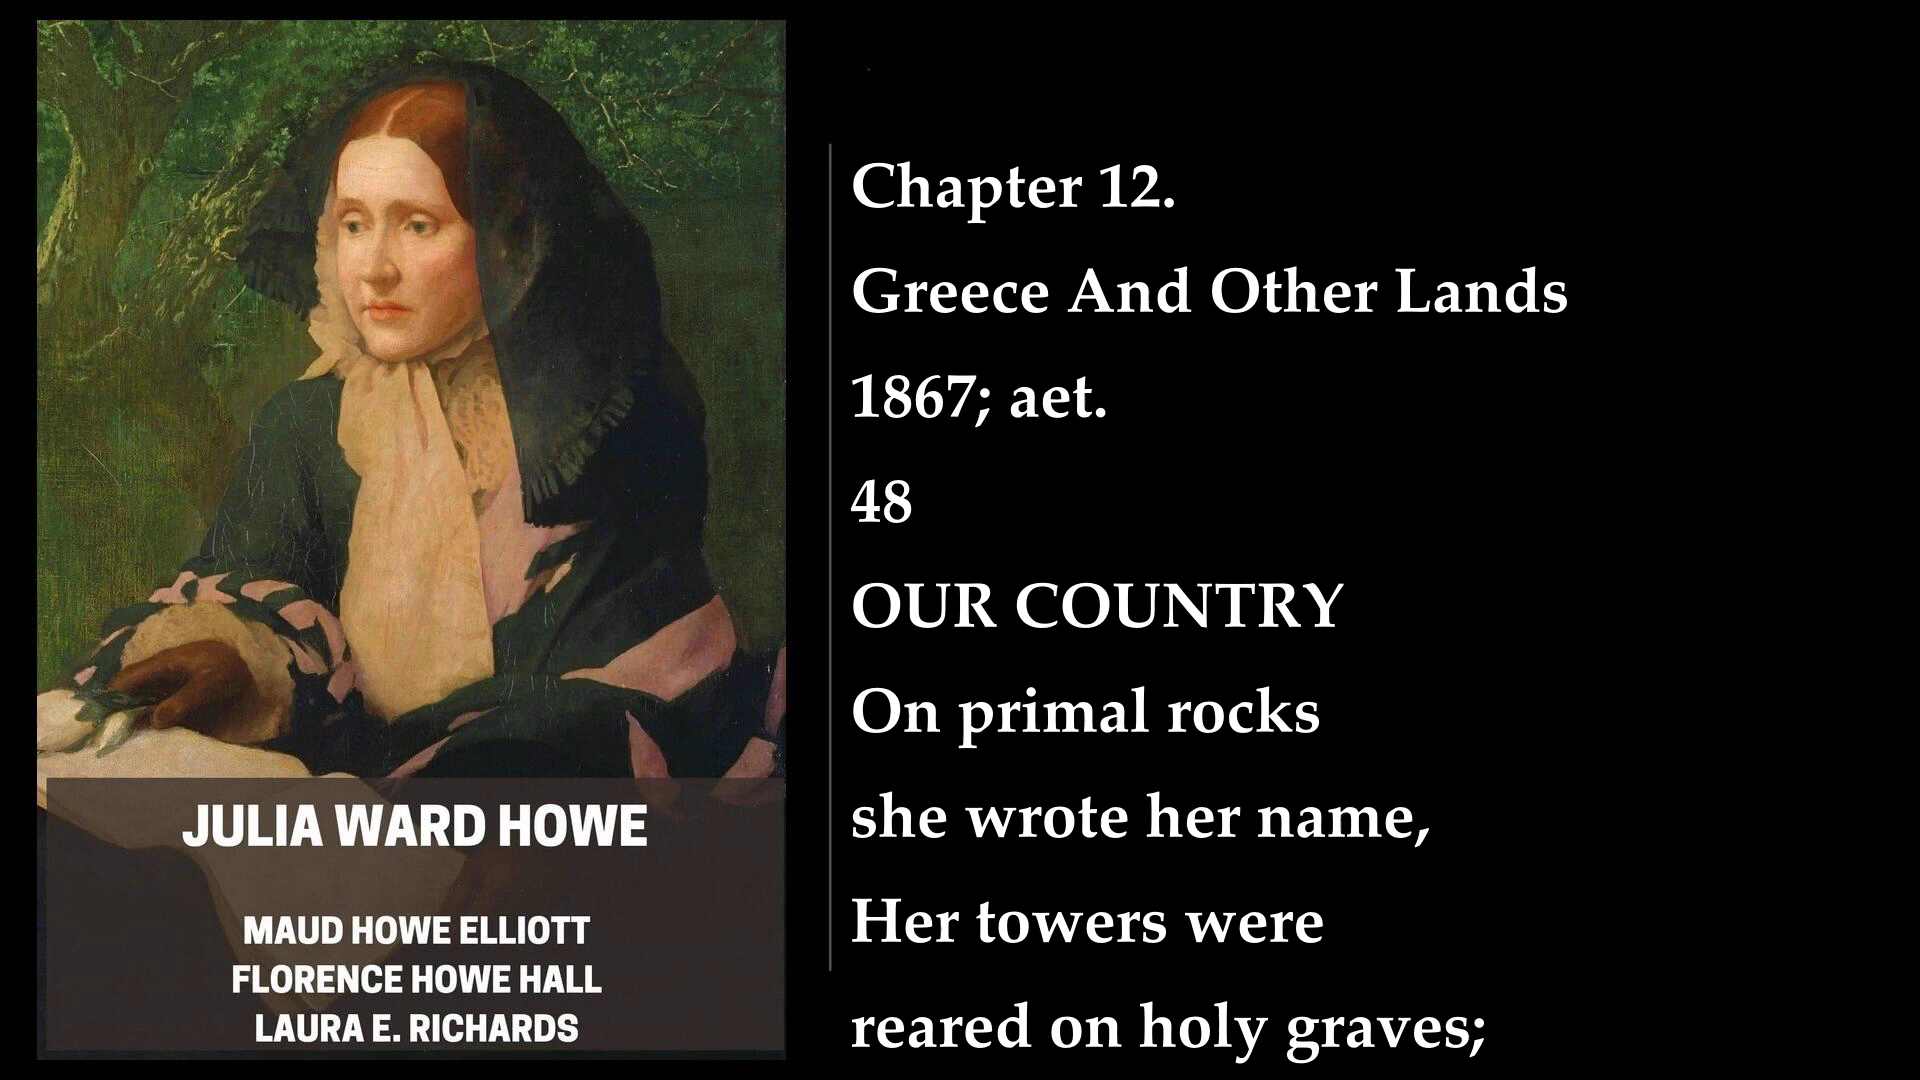 JULIA WARD HOWE
MAUD HOWE ELLIOTT
FLORENCE HOWE HALL
LAURA E. RICHARDS
Chapter 12.
Greece And Other Lands
1867; aet.
48
OUR COUNTRY
On primal rocks
she wrote her name,
Her towers were
reared on holy graves;